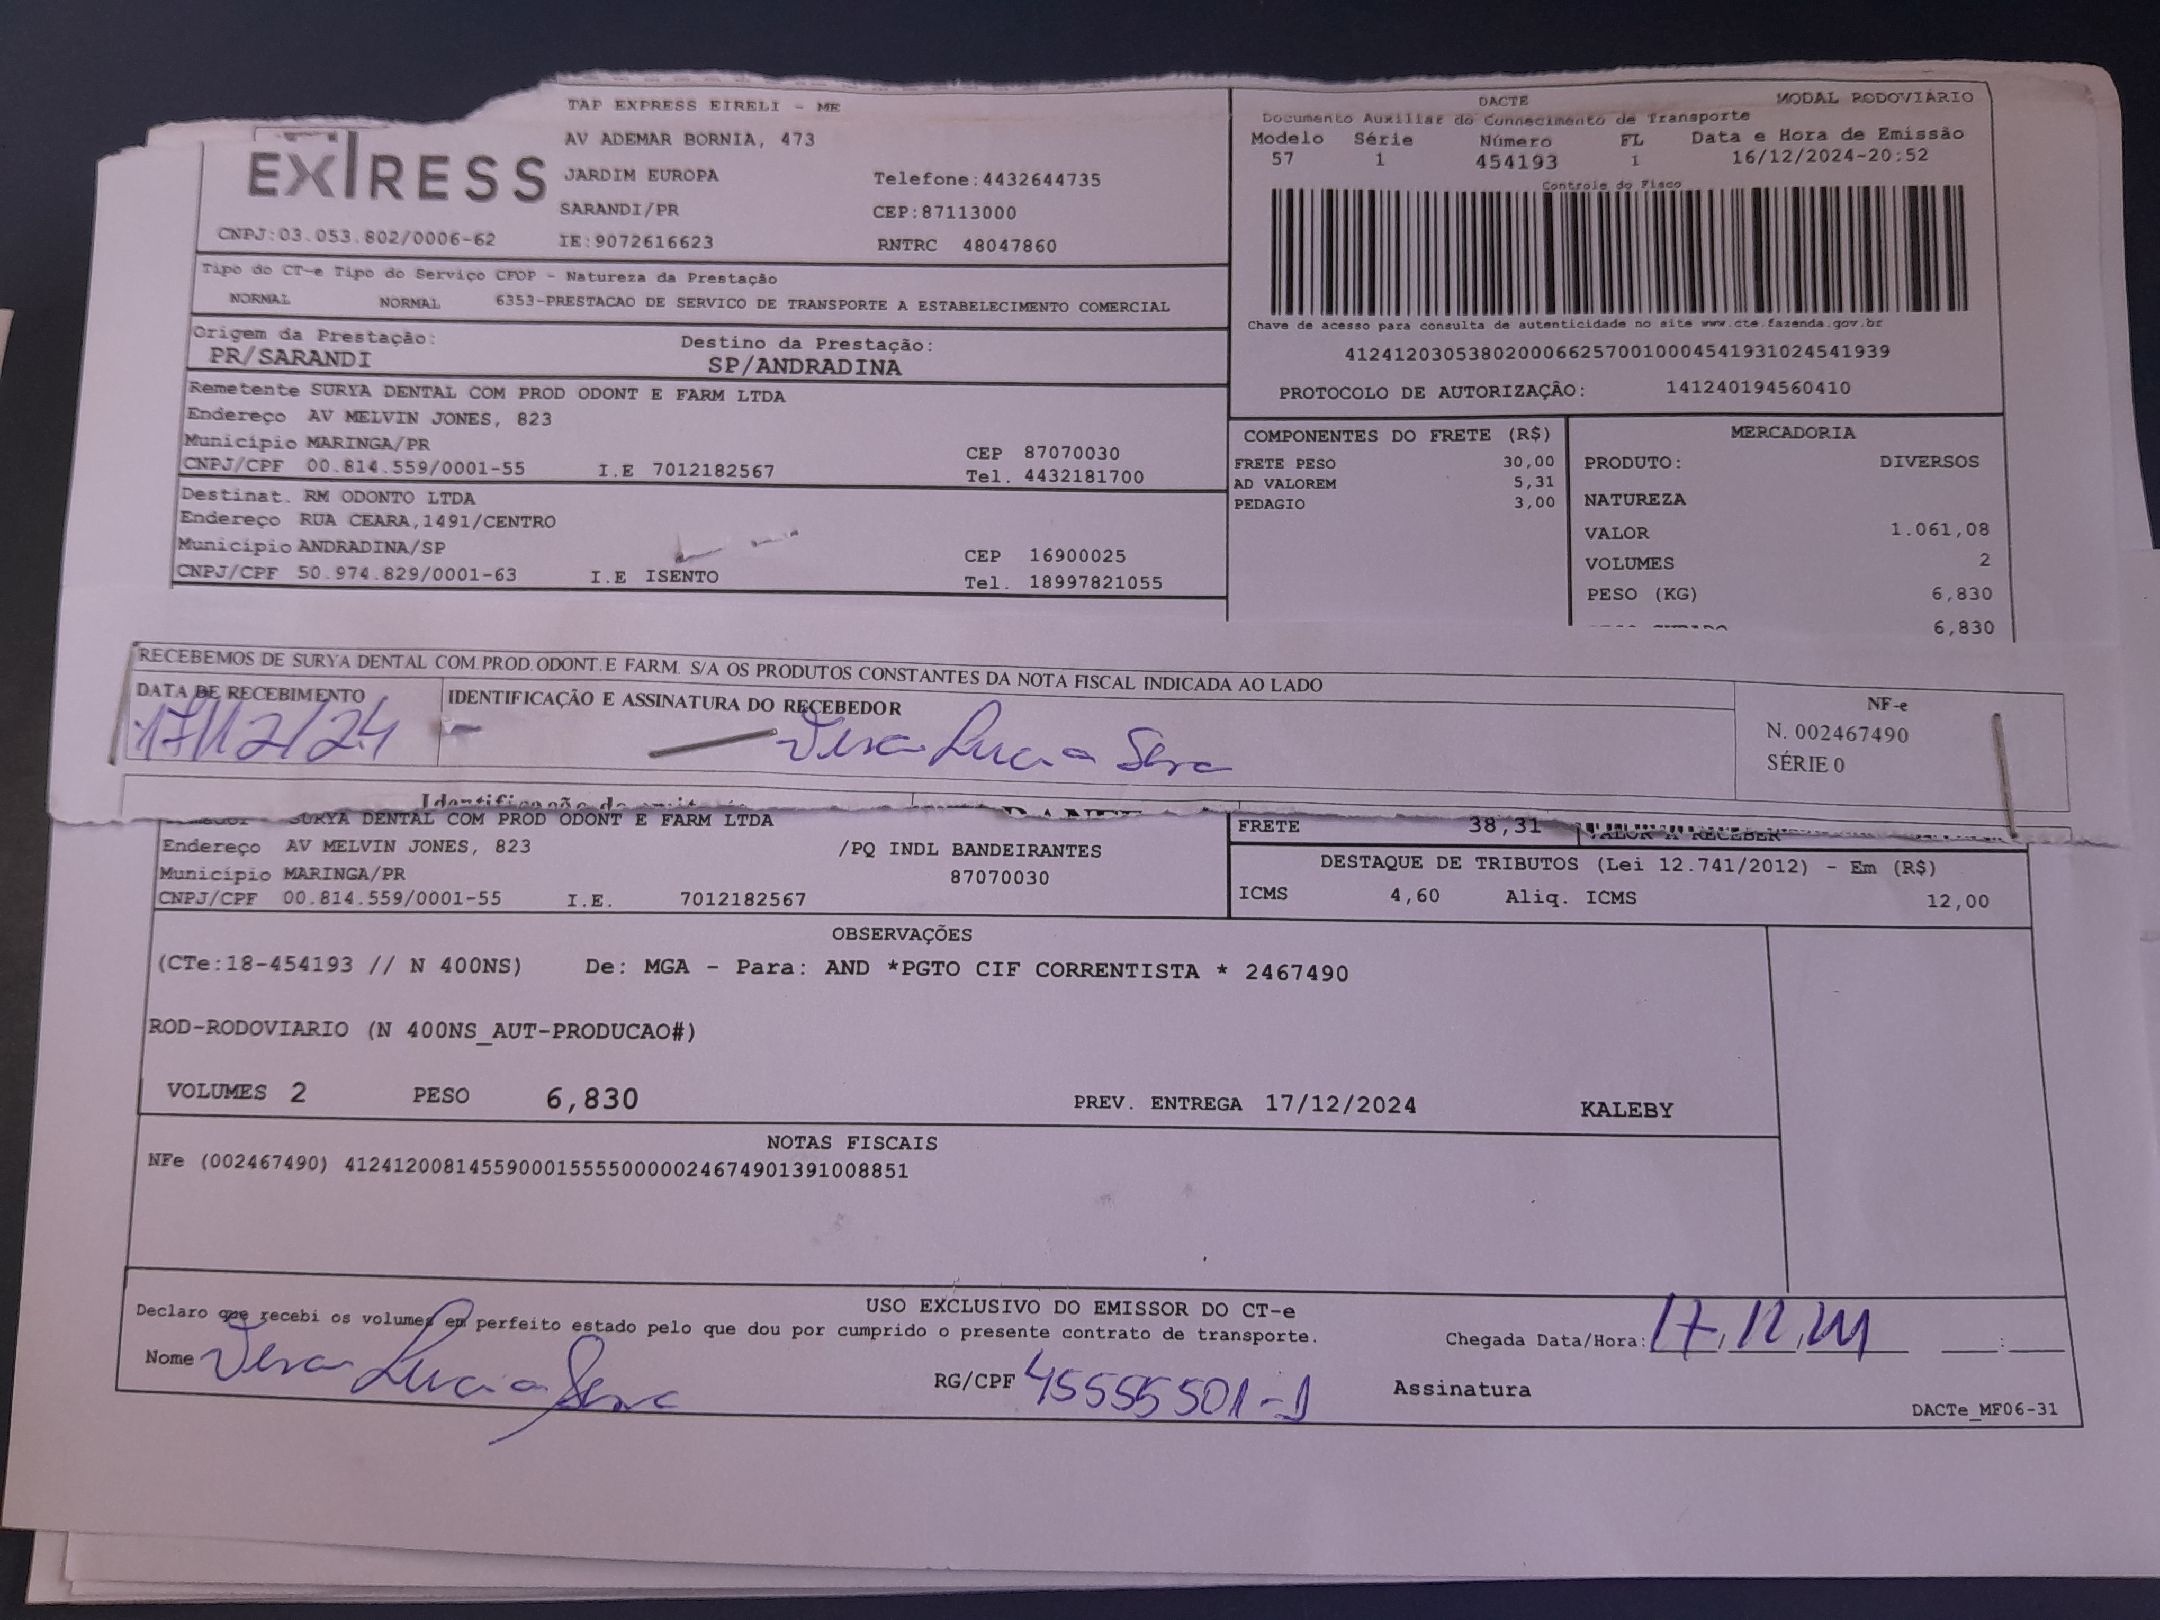 TAP EXPRESS EIRELI - ME
AV ADEMAR BORNIA, 473
JARDIM EUROPA
Telefone:4432644735
SARANDI/PR
CEP:87113000
CNPJ:03.053.802/0006-62
IE:9072616623
RNTRC 48047860
DACTE
MODAL RODOVIÁRIO
Documento Auxiliar do Conhecimento de Transporte
Modelo Série Número FL Data e Hora de Emissão
57 1 454193 1 16/12/2024-20:52
Controle do Fisco
Chave de acesso para consulta de autenticidade no site www.cte.fazenda.gov.br
41241203053802000662570010004541931024541939
PROTOCOLO DE AUTORIZAÇÃO: 141240194560410
Tipo do CT-e Tipo do Serviço CFOP - Natureza da Prestação
NORMAL NORMAL 6353-PRESTACAO DE SERVICO DE TRANSPORTE A ESTABELECIMENTO COMERCIAL
Origem da Prestação: Destino da Prestação:
PR/SARANDI SP/ANDRADINA
Remetente SURYA DENTAL COM PROD ODONT E FARM LTDA
Endereço AV MELVIN JONES, 823
Município MARINGA/PR CEP 87070030
CNPJ/CPF 00.814.559/0001-55 I.E 7012182567 Tel. 4432181700
Destinat. RM ODONTO LTDA
Endereço RUA CEARA,1491/CENTRO
Município ANDRADINA/SP CEP 16900025
CNPJ/CPF 50.974.829/0001-63 I.E ISENTO Tel. 18997821055
COMPONENTES DO FRETE (R$)
FRETE PESO 30,00
AD VALOREM 5,31
PEDAGIO 3,00
MERCADORIA
PRODUTO: DIVERSOS
NATUREZA
VALOR 1.061,08
VOLUMES 2
PESO (KG) 6,830
6,830
RECEBEMOS DE SURYA DENTAL COM.PROD.ODONT.E FARM. S/A OS PRODUTOS CONSTANTES DA NOTA FISCAL INDICADA AO LADO
DATA DE RECEBIMENTO IDENTIFICAÇÃO E ASSINATURA DO RECEBEDOR
17/12/24 Vera Lucia
NF-e
N. 002467490
SÉRIE 0
SURYA DENTAL COM PROD ODONT E FARM LTDA
Endereço AV MELVIN JONES, 823 /PQ INDL BANDEIRANTES
Município MARINGA/PR 87070030
CNPJ/CPF 00.814.559/0001-55 I.E. 7012182567
FRETE 38,31 VALOR A RECEBER
DESTAQUE DE TRIBUTOS (Lei 12.741/2012) - Em (R$)
ICMS 4,60 Aliq. ICMS 12,00
OBSERVAÇÕES
(CTe:18-454193 // N 400NS) De: MGA - Para: AND *PGTO CIF CORRENTISTA * 2467490
ROD-RODOVIARIO (N 400NS_AUT-PRODUCAO#)
VOLUMES 2 PESO 6,830 PREV. ENTREGA 17/12/2024 KALEBY
NOTAS FISCAIS
NFe (002467490) 41241200814559000155550000024674901391008851
USO EXCLUSIVO DO EMISSOR DO CT-e
Declaro que recebi os volumes em perfeito estado pelo que dou por cumprido o presente contrato de transporte.
Chegada Data/Hora: 17,12,24 :
Nome Vera Lucia RG/CPF 45555501-1 Assinatura
DACTe_MF06-31